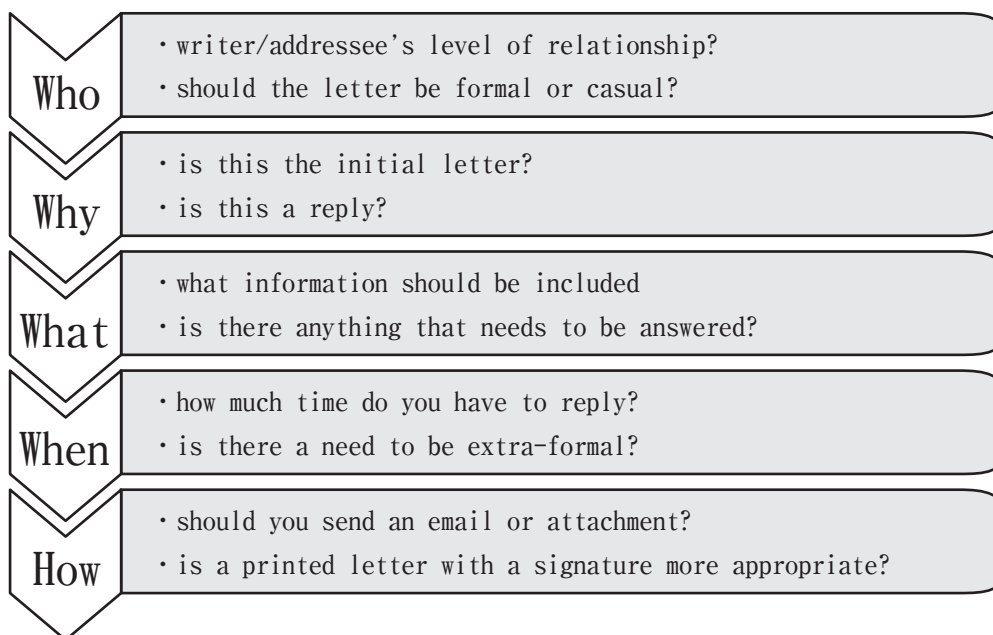 Who
・writer/addressee's level of relationship?
・should the letter be formal or casual?
Why
・is this the initial letter?
・is this a reply?
What
・what information should be included
・is there anything that needs to be answered?
When
・how much time do you have to reply?
・is there a need to be extra-formal?
How
・should you send an email or attachment?
・is a printed letter with a signature more appropriate?